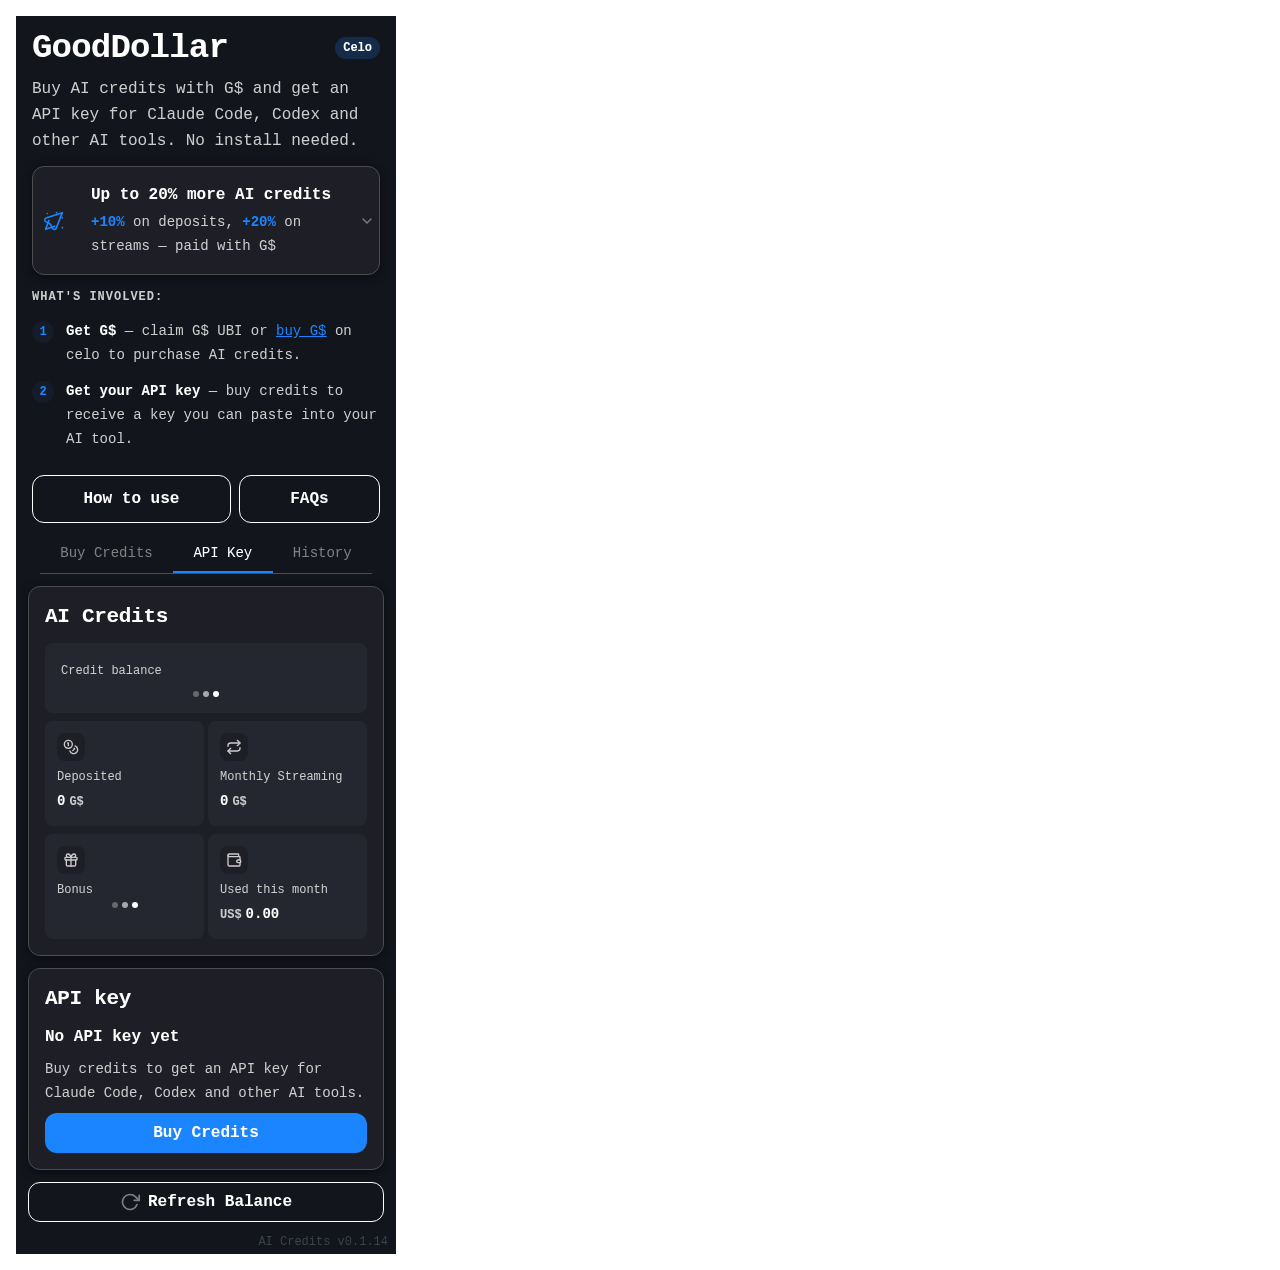 GoodDollar
Celo
Buy AI credits with G$ and get an
API key for Claude Code, Codex and
other AI tools. No install needed.
Up to 20% more AI credits
+10% on deposits, +20% on
streams — paid with G$
WHAT'S INVOLVED:
1 Get G$ — claim G$ UBI or buy G$ on
celo to purchase AI credits.
2 Get your API key — buy credits to
receive a key you can paste into your
AI tool.
How to use
FAQs
Buy Credits
API Key
History
AI Credits
Credit balance
Deposited
0 G$
Monthly Streaming
0 G$
Bonus
Used this month
US$ 0.00
API key
No API key yet
Buy credits to get an API key for
Claude Code, Codex and other AI tools.
Buy Credits
Refresh Balance
AI Credits v0.1.14